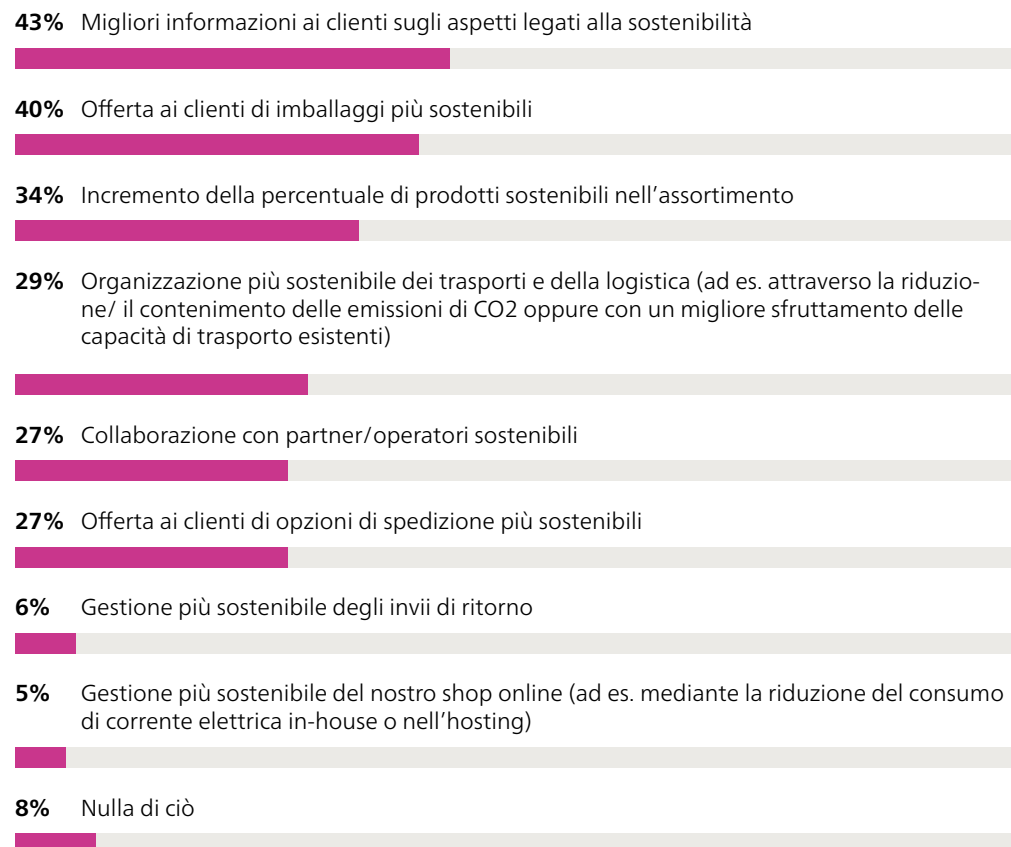 43% Migliori informazioni ai clienti sugli aspetti legati alla sostenibilità
40% Offerta ai clienti di imballaggi più sostenibili
34% Incremento della percentuale di prodotti sostenibili nell’assortimento
29% Organizzazione più sostenibile dei trasporti e della logistica (ad es. attraverso la riduzio-
ne/ il contenimento delle emissioni di CO2 oppure con un migliore sfruttamento delle
capacità di trasporto esistenti)
27% Collaborazione con partner/operatori sostenibili
27% Offerta ai clienti di opzioni di spedizione più sostenibili
6% Gestione più sostenibile degli invii di ritorno
5% Gestione più sostenibile del nostro shop online (ad es. mediante la riduzione del consumo
di corrente elettrica in-house o nell’hosting)
8% Nulla di ciò